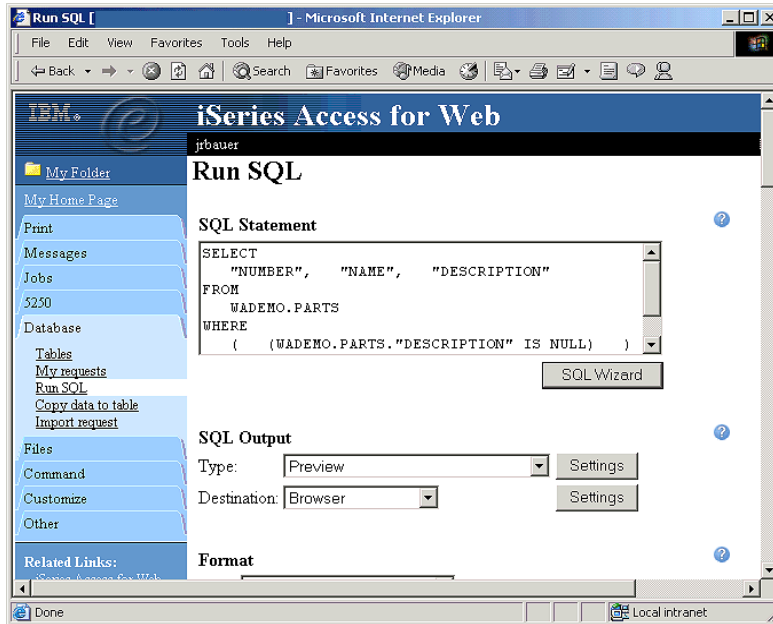 Run SQL [ ] - Microsoft Internet Explorer
File Edit View Favorites Tools Help
Back Search Favorites Media
IBM e
iSeries Access for Web
jrbauer
My Folder
Run SQL
My Home Page
Print
Messages
Jobs
5250
Database
Tables
My requests
Run SQL
Copy data to table
Import request
Files
Command
Customize
Other
Related Links:
iSeries Access for Web
SQL Statement
SELECT
"NUMBER", "NAME", "DESCRIPTION"
FROM
WADEMO.PARTS
WHERE
( (WADEMO.PARTS."DESCRIPTION" IS NULL) )
SQL Wizard
SQL Output
Type: Preview Settings
Destination: Browser Settings
Format
Done Local intranet